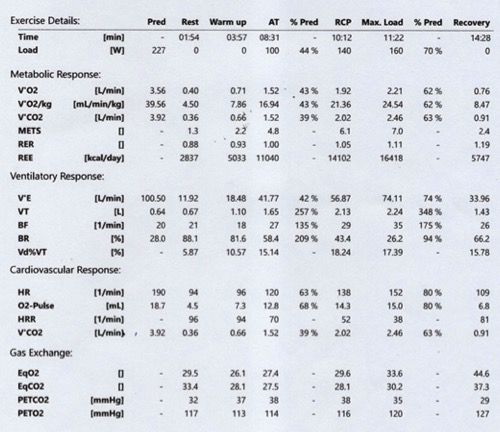 Exercise Details: Pred Rest Warm up AT % Pred RCP Max. Load % Pred Recovery
Time [min] - 01:54 03:57 08:31 - 10:12 11:22 14:28
Load [W] 227 0 0 100 44 % 140 160 70 % 0
Metabolic Response:
V'O2 [L/min] 3.56 0.40 0.71 1.52 43 % 1.92 2.21 62 % 0.76
V'O2/kg [mL/min/kg] 39.56 4.50 7.86 16.94 43 % 21.36 24.54 62 % 8.47
V'CO2 [L/min] 3.92 0.36 0.66 1.52 39 % 2.02 2.46 63 % 0.91
METS [] - 1.3 2.2 4.8 6.1 7.0 - 2.4
RER [] - 0.88 0.93 1.00 - 1.05 1.11 - 1.19
REE [kcal/day] - 2837 5033 11040 - 14102 16418 - 5747
Ventilatory Response:
V'E [L/min] 100.50 11.92 18.48 41.77 42 % 56.87 74.11 74 % 33.96
VT [L] 0.64 0.67 1.10 1.65 257 % 2.13 2.24 348 % 1.43
BF [1/min] 20 21 18 27 135 % 29 35 175 % 26
BR [%] 28.0 88.1 81.6 58.4 209 % 43.4 26.2 94 % 66.2
Vd%VT [%] - 5.87 10.57 15.14 - 18.24 17.39 - 15.78
Cardiovascular Response:
HR [1/min] 190 94 96 120 63 % 138 152 80 % 109
O2-Pulse [mL] 18.7 4.5 7.3 12.8 68 % 14.3 15.0 80 % 6.8
HRR [1/min] - 96 94 70 - 52 38 - 81
V'CO2 [L/min] 3.92 0.36 0.66 1.52 39 % 2.02 2.46 63 % 0.91
Gas Exchange:
EqO2 [] - 29.5 26.1 27.4 - 29.6 33.6 - 44.6
EqCO2 [] - 33.4 28.1 27.5 - 28.1 30.2 - 37.3
PETCO2 [mmHg] - 32 37 38 - 38 35 - 29
PETO2 [mmHg] - 117 113 114 - 116 120 - 127